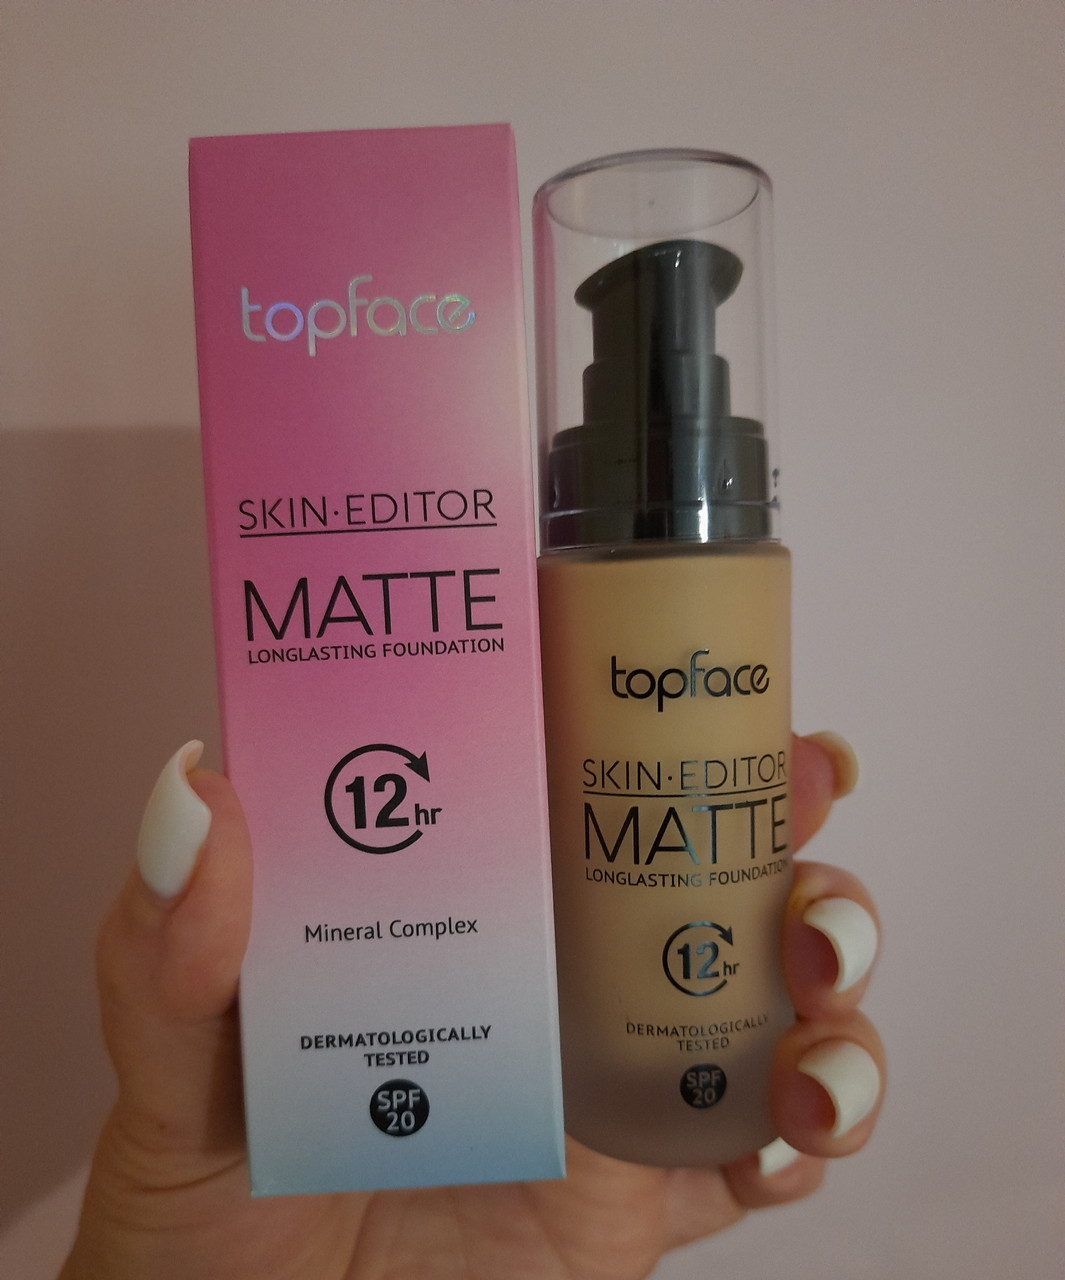 topface
SKIN·EDITOR
MATTE
LONGLASTING FOUNDATION
12hr
Mineral Complex
DERMATOLOGICALLY
TESTED
SPF
20
topface
SKIN·EDITOR
MATTE
LONGLASTING FOUNDATION
12hr
DERMATOLOGICALLY
TESTED
SPF
20